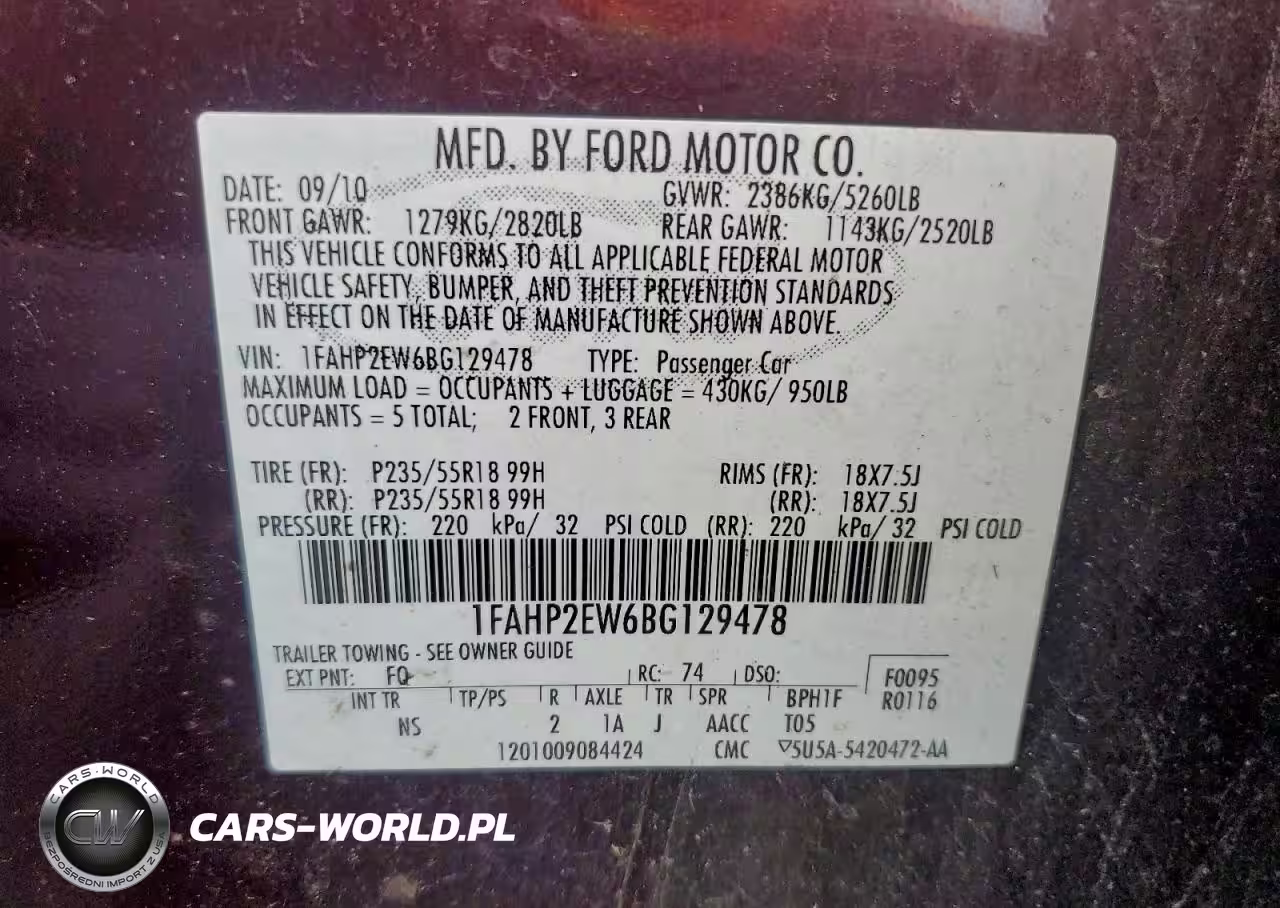 MFD. BY FORD MOTOR CO.
DATE: 09/10 GVWR: 2386KG/5260LB
FRONT GAWR: 1279KG/2820LB REAR GAWR: 1143KG/2520LB
THIS VEHICLE CONFORMS TO ALL APPLICABLE FEDERAL MOTOR
VEHICLE SAFETY, BUMPER, AND THEFT PREVENTION STANDARDS
IN EFFECT ON THE DATE OF MANUFACTURE SHOWN ABOVE.
VIN: 1FAHP2EW6BG129478 TYPE: Passenger Car
MAXIMUM LOAD = OCCUPANTS + LUGGAGE = 430KG/ 950LB
OCCUPANTS = 5 TOTAL; 2 FRONT, 3 REAR
TIRE (FR): P235/55R18 99H RIMS (FR): 18X7.5J
(RR): P235/55R18 99H (RR): 18X7.5J
PRESSURE (FR): 220 kPa/ 32 PSI COLD (RR): 220 kPa/ 32 PSI COLD
1FAHP2EW6BG129478
TRAILER TOWING - SEE OWNER GUIDE
EXT PNT: FQ RC: 74 DSO: F0095
INT TR TP/PS R AXLE TR SPR BPH1F R0116
NS 2 1A J AACC T05
1201009084424 CMC ▽5U5A-5420472-AA
CARS-WORLD
CW
BEZPOŚREDNI IMPORT Z USA
CARS-WORLD.PL